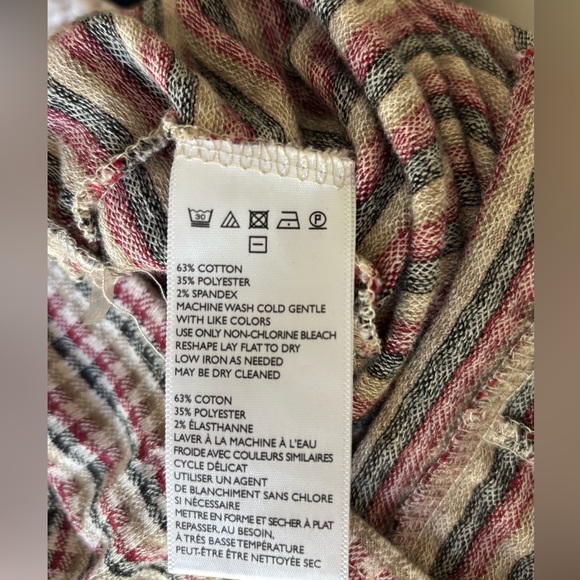 30 P
63% COTTON
35% POLYESTER
2% SPANDEX
MACHINE WASH COLD GENTLE
WITH LIKE COLORS
USE ONLY NON-CHLORINE BLEACH
RESHAPE LAY FLAT TO DRY
LOW IRON AS NEEDED
MAY BE DRY CLEANED
63% COTON
35% POLYESTER
2% ÉLASTHANNE
LAVER À LA MACHINE À L'EAU
FROIDE AVEC COULEURS SIMILAIRES
CYCLE DÉLICAT
UTILISER UN AGENT
DE BLANCHIMENT SANS CHLORE
SI NÉCESSAIRE
METTRE EN FORME ET SÉCHER À PLAT
REPASSER, AU BESOIN,
À TRÈS BASSE TEMPÉRATURE
PEUT-ÊTRE ÊTRE NETTOYÉE SEC